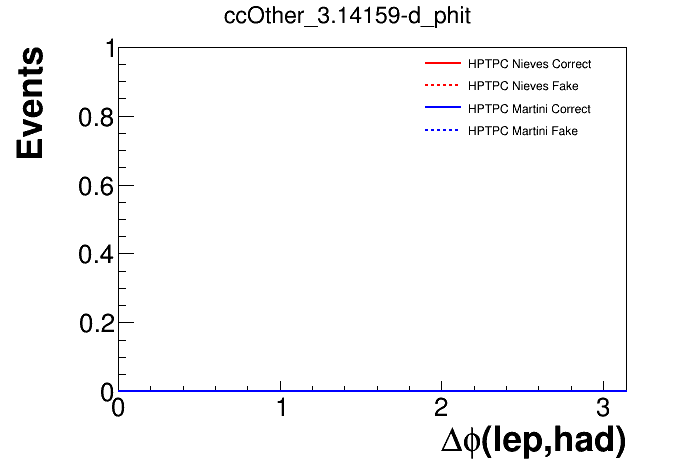 ccOther_3.14159-d_phit
Events
1
0.8
0.6
0.4
0.2
0
HPTPC Nieves Correct
HPTPC Nieves Fake
HPTPC Martini Correct
HPTPC Martini Fake
0 1 2 3
Δϕ(lep,had)